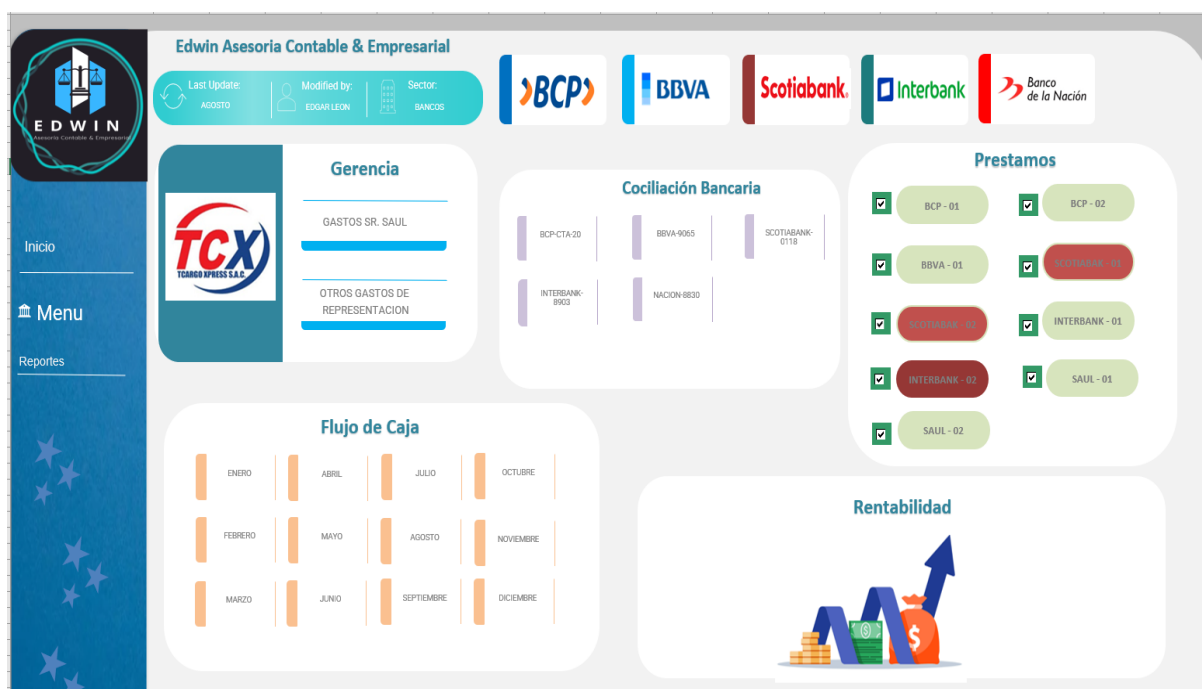 EDWIN
Asesoria Contable & Empresarial
Inicio
Menu
Reportes
Edwin Asesoria Contable & Empresarial
Last Update:
AGOSTO
Modified by:
EDGAR LEON
Sector:
BANCOS
BCP
BBVA
Scotiabank.
Interbank
Banco
de la Nación
TCX
TCARGO XPRESS S.A.C.
Gerencia
GASTOS SR. SAUL
OTROS GASTOS DE
REPRESENTACION
Cociliación Bancaria
BCP-CTA-20
BBVA-9065
SCOTIABANK-
0118
INTERBANK-
8903
NACION-8830
Prestamos
BCP - 01
BCP - 02
BBVA - 01
SCOTIABAK - 01
SCOTIABAK - 02
INTERBANK - 01
INTERBANK - 02
SAUL - 01
SAUL - 02
Flujo de Caja
ENERO
ABRIL
JULIO
OCTUBRE
FEBRERO
MAYO
AGOSTO
NOVIEMBRE
MARZO
JUNIO
SEPTIEMBRE
DICIEMBRE
Rentabilidad
$
$